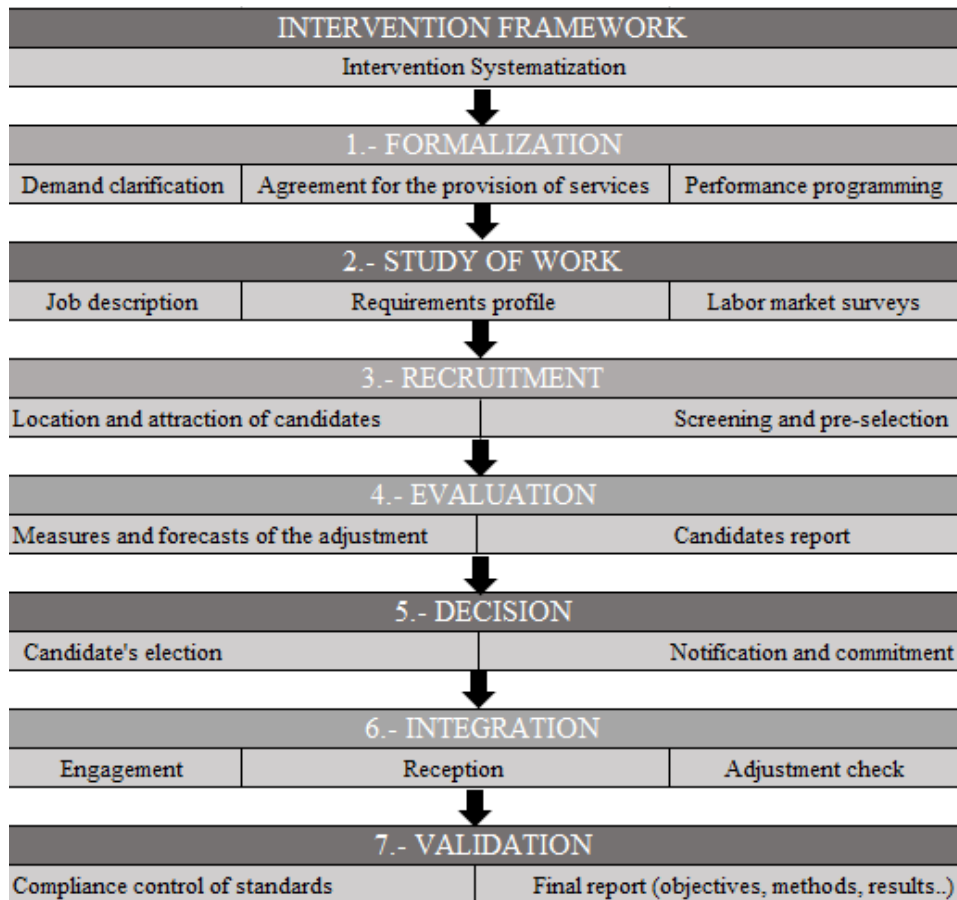 INTERVENTION FRAMEWORK
Intervention Systematization
1.- FORMALIZATION
Demand clarification
Agreement for the provision of services
Performance programming
2.- STUDY OF WORK
Job description
Requirements profile
Labor market surveys
3.- RECRUITMENT
Location and attraction of candidates
Screening and pre-selection
4.- EVALUATION
Measures and forecasts of the adjustment
Candidates report
5.- DECISION
Candidate's election
Notification and commitment
6.- INTEGRATION
Engagement
Reception
Adjustment check
7.- VALIDATION
Compliance control of standards
Final report (objectives, methods, results..)